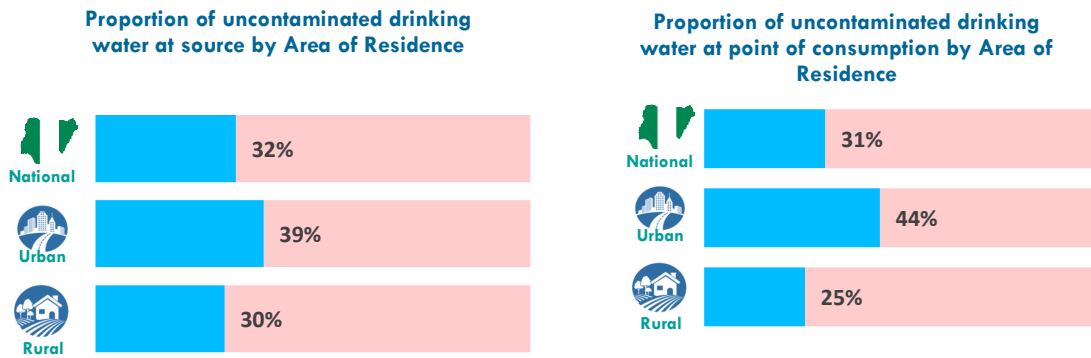 Proportion of uncontaminated drinking
water at source by Area of Residence
National
32%
Urban
39%
Rural
30%
Proportion of uncontaminated drinking
water at point of consumption by Area of
Residence
National
31%
Urban
44%
Rural
25%